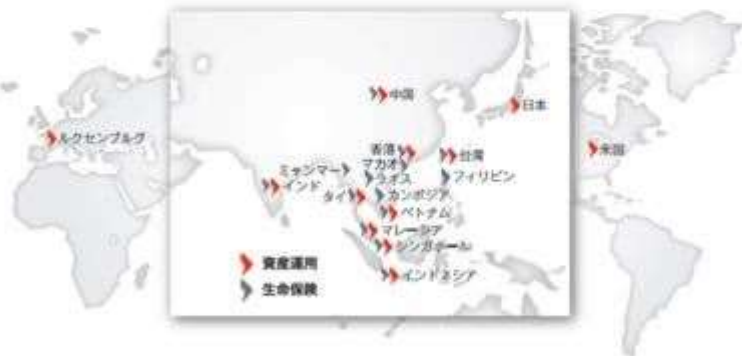 中国
日本
ルクセンブルグ
香港
マカオ
台湾
米国
ミャンマー
ラオス
フィリピン
インド
タイ
カンボジア
ベトナム
マレーシア
シンガポール
資産運用
インドネシア
生命保険